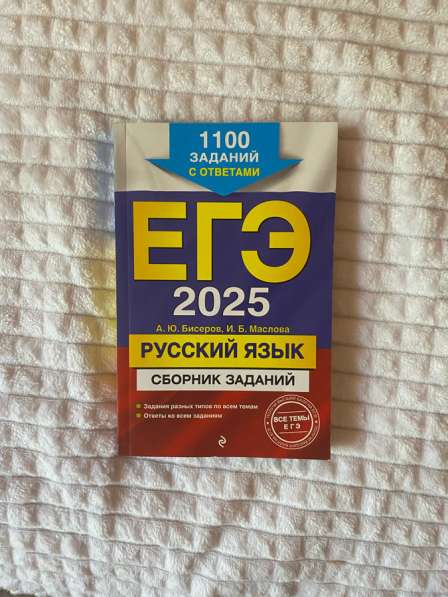 1100
ЗАДАНИЙ
С ОТВЕТАМИ
ЕГЭ
2025
А. Ю. Бисеров, И. Б. Маслова
РУССКИЙ ЯЗЫК
СБОРНИК ЗАДАНИЙ
Задания разных типов по всем темам
Ответы ко всем заданиям
ВСЕ ТЕМЫ
ЕГЭ